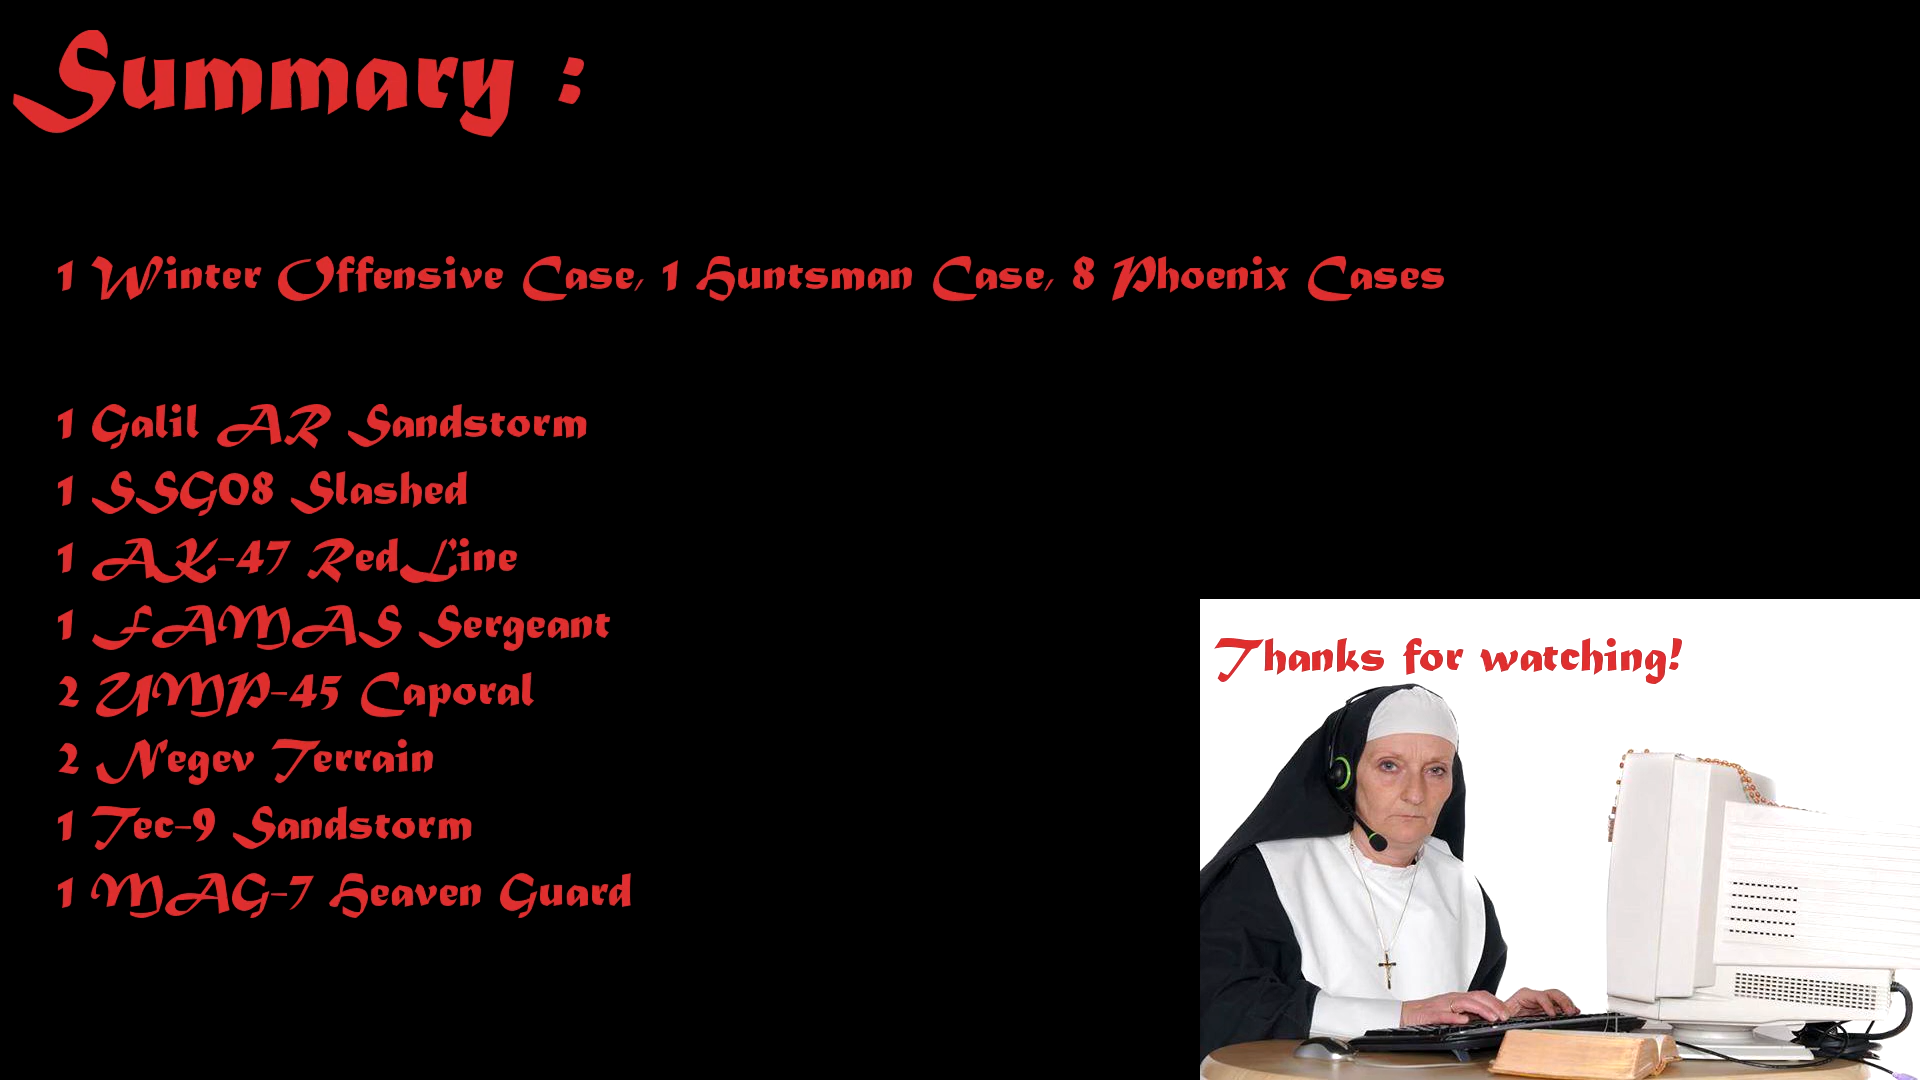 Summary :
1 Winter Offensive Case, 1 Huntsman Case, 8 Phoenix Cases
1 Galil AR Sandstorm
1 SSG08 Slashed
1 AK-47 RedLine
1 FAMAS Sergeant
2 UMP-45 Caporal
2 Negev Terrain
1 Tec-9 Sandstorm
1 MAG-7 Heaven Guard
Thanks for watching!